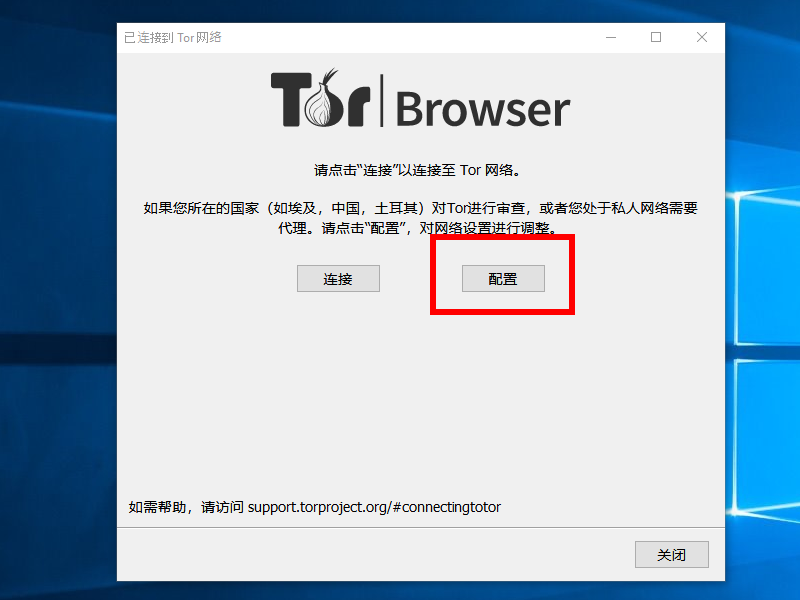 已连接到 Tor 网络
Tor Browser
请点击“连接”以连接至 Tor 网络。
如果您所在的国家（如埃及，中国，土耳其）对Tor进行审查，或者您处于私人网络需要
代理。请点击“配置”，对网络设置进行调整。
连接 配置
如需帮助，请访问 support.torproject.org/#connectingtotor
关闭